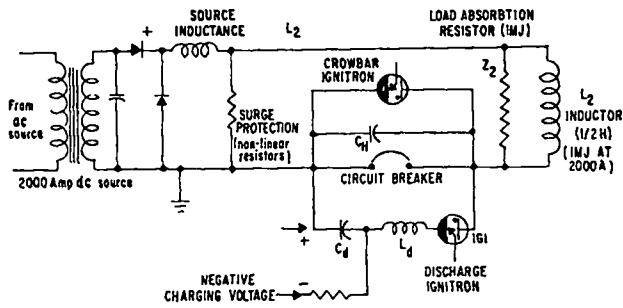 SOURCE
INDUCTANCE
L2
LOAD ABSORBTION
RESISTOR (1MJ)
+
CROWBAR
IGNITRON
Z2
L2
INDUCTOR
(1/2 H)
(1MJ AT
2000A)
From
ac
source
SURGE
PROTECTION
(non-linear
resistors)
CH
CIRCUIT BREAKER
2000 Amp dc source
+
Cd
Ld
IG1
DISCHARGE
IGNITRON
NEGATIVE
CHARGING VOLTAGE
-